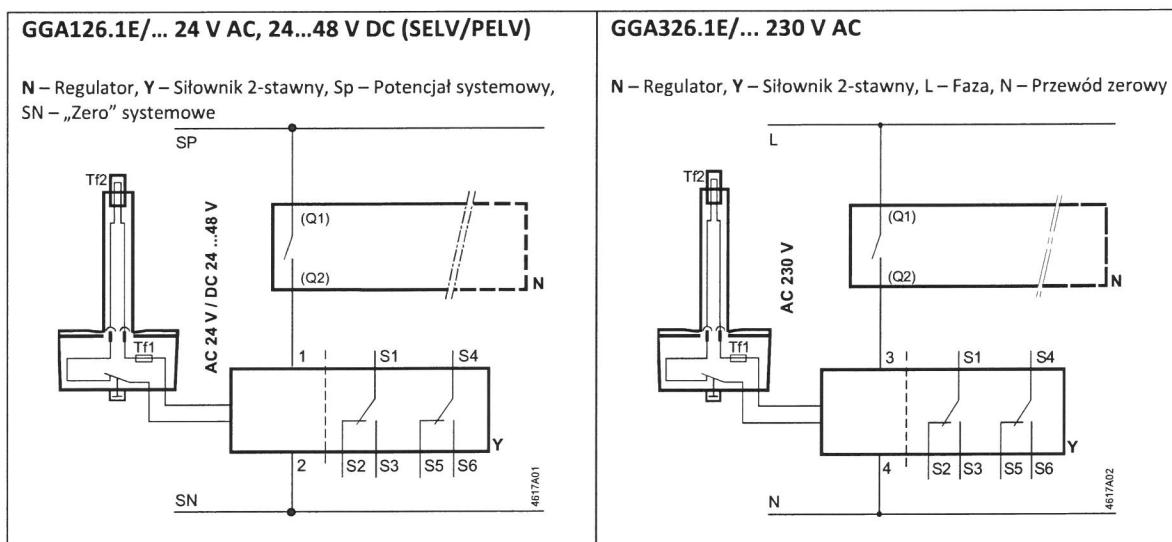 GGA126.1E/... 24 V AC, 24...48 V DC (SELV/PELV)
N – Regulator, Y – Siłownik 2-stawny, Sp – Potencjał systemowy,
SN – „Zero” systemowe
SP
Tf2
AC 24 V / DC 24 ...48 V
(Q1)
(Q2)
N
Tf1
1
S1
S4
Y
2
S2
S3
S5
S6
SN
4617A01
GGA326.1E/... 230 V AC
N – Regulator, Y – Siłownik 2-stawny, L – Faza, N – Przewód zerowy
L
Tf2
AC 230 V
(Q1)
(Q2)
N
Tf1
3
S1
S4
Y
4
S2
S3
S5
S6
N
4617A02